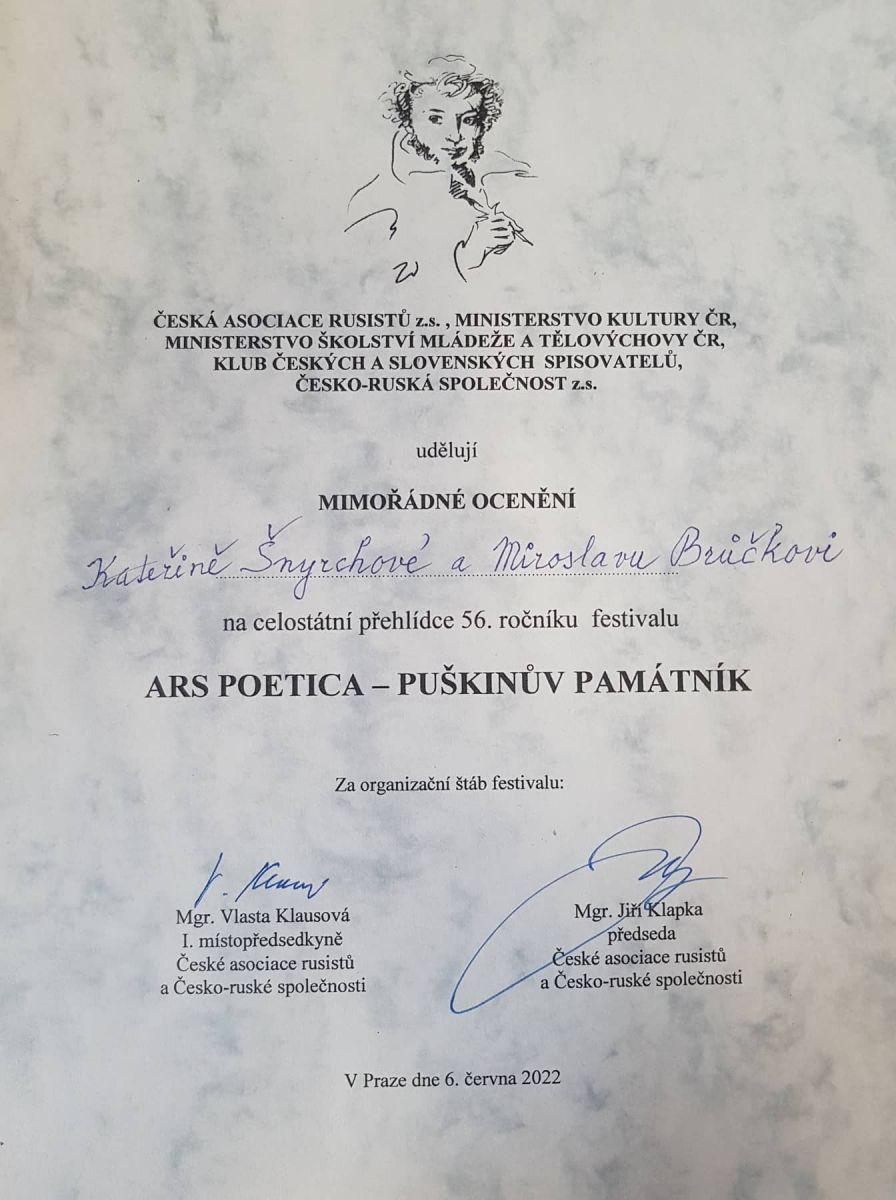 ČESKÁ ASOCIACE RUSISTŮ z.s. , MINISTERSTVO KULTURY ČR,
MINISTERSTVO ŠKOLSTVÍ MLÁDEŽE A TĚLOVÝCHOVY ČR,
KLUB ČESKÝCH A SLOVENSKÝCH SPISOVATELŮ,
ČESKO-RUSKÁ SPOLEČNOST z.s.
udělují
MIMOŘÁDNÉ OCENĚNÍ
Kateřině Šnyrchové a Miroslavu Brůčkovi
na celostátní přehlídce 56. ročníku festivalu
ARS POETICA – PUŠKINŮV PAMÁTNÍK
Za organizační štáb festivalu:
Mgr. Vlasta Klausová
I. místopředsedkyně
České asociace rusistů
a Česko-ruské společnosti
Mgr. Jiří Klapka
předseda
České asociace rusistů
a Česko-ruské společnosti
V Praze dne 6. června 2022